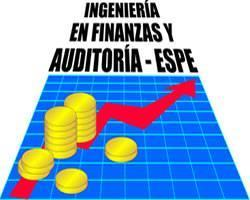 INGENIERÍA
EN FINANZAS Y
AUDITORÍA - ESPE